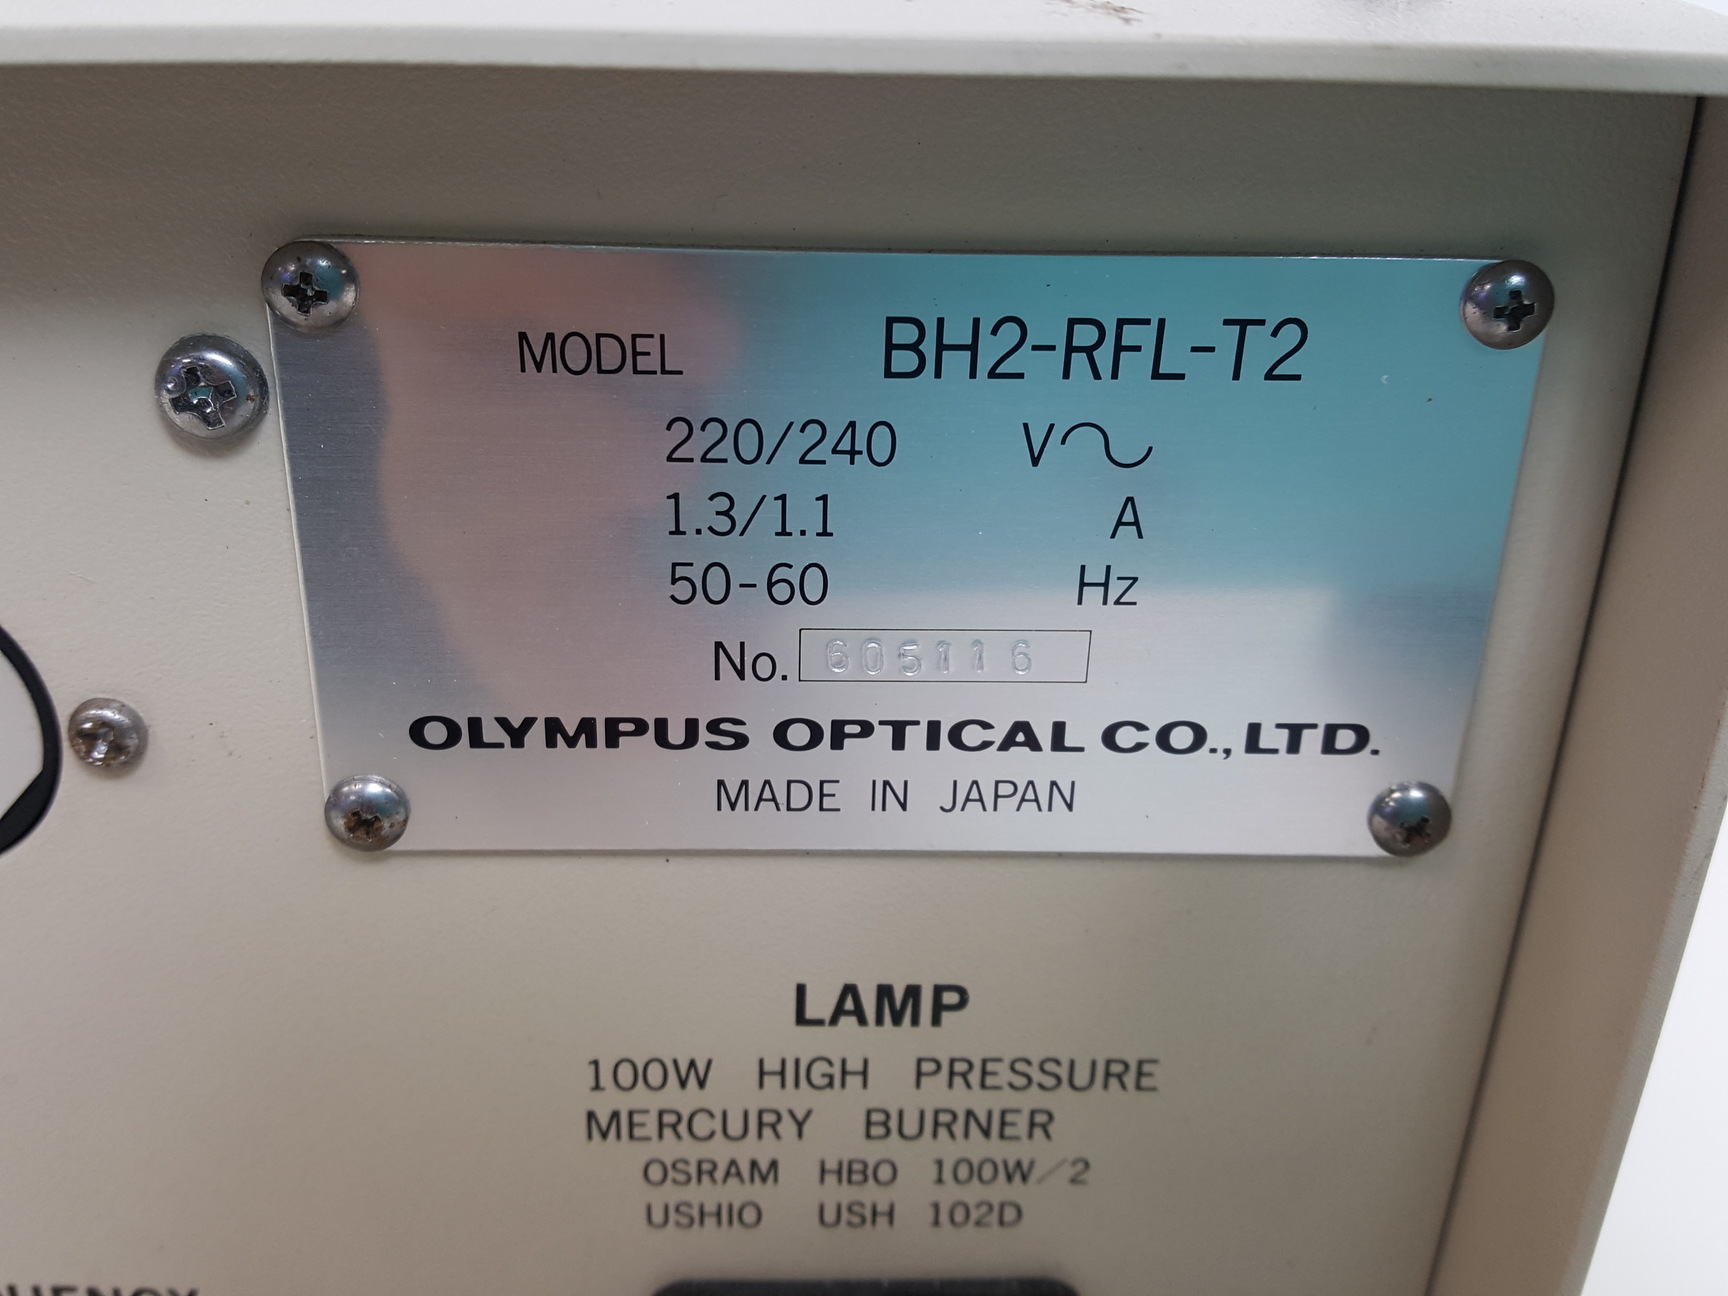 MODEL BH2-RFL-T2
220/240 V~
1.3/1.1 A
50-60 Hz
No. 605116
OLYMPUS OPTICAL CO., LTD.
MADE IN JAPAN
LAMP
100W HIGH PRESSURE
MERCURY BURNER
OSRAM HBO 100W/2
USHIO USH 102D